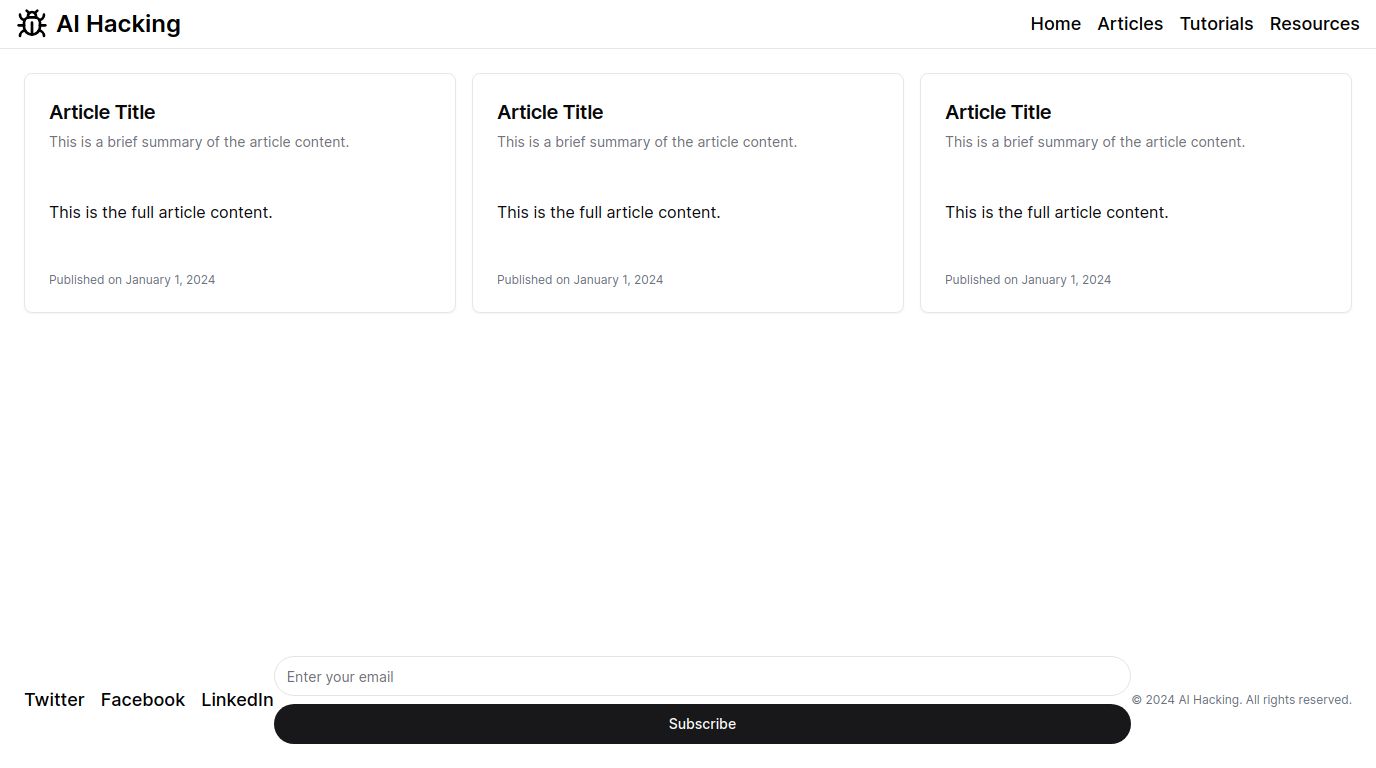 AI Hacking
Home Articles Tutorials Resources
Article Title
This is a brief summary of the article content.
This is the full article content.
Published on January 1, 2024
Article Title
This is a brief summary of the article content.
This is the full article content.
Published on January 1, 2024
Article Title
This is a brief summary of the article content.
This is the full article content.
Published on January 1, 2024
Twitter Facebook LinkedIn
Enter your email
Subscribe
© 2024 AI Hacking. All rights reserved.